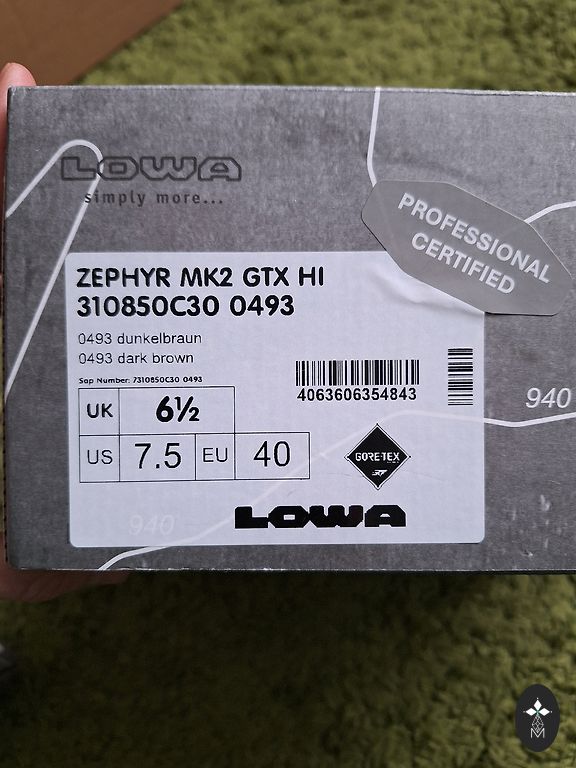 LOWA
simply more...
PROFESSIONAL
CERTIFIED
ZEPHYR MK2 GTX HI
310850C30 0493
0493 dunkelbraun
0493 dark brown
Sap Number: 7310850C30 0493
4063606354843
UK 6½
US 7.5 EU 40
GORE-TEX
940
940
LOWA
M